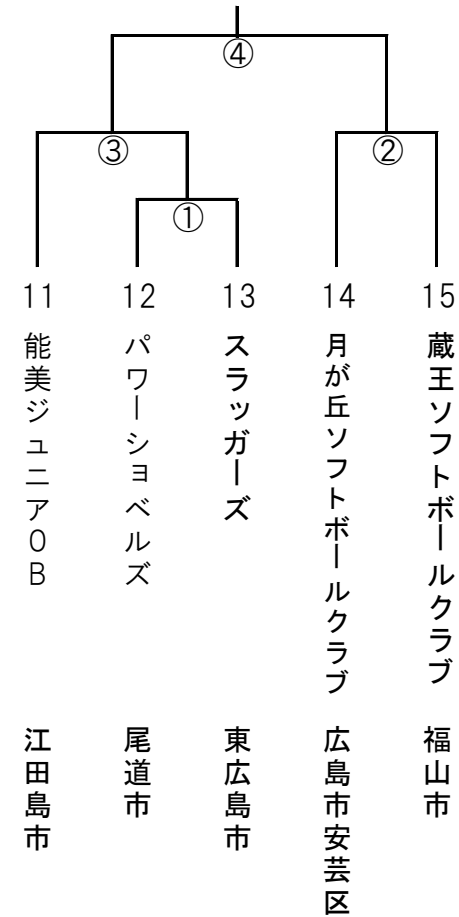 ④
③
②
①
11
12
13
14
15
能美ジュニアOB
パワーショベルズ
スラッガーズ
月が丘ソフトボールクラブ
蔵王ソフトボールクラブ
江田島市
尾道市
東広島市
広島市安芸区
福山市